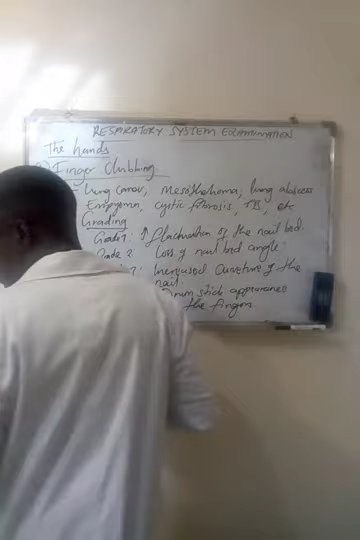 RESPIRATORY SYSTEM EXAMINATION
The hands
Finger Clubbing
Lung cancer, Mesothelioma, lung abscess
Empyema, cystic fibrosis, TB, etc
Grading
Grade 1: ↑ fluctuation of the nail bed.
Grade 2 Loss of nail bed angle.
Increased Curvature of the
nail
stick appearance
the fingers